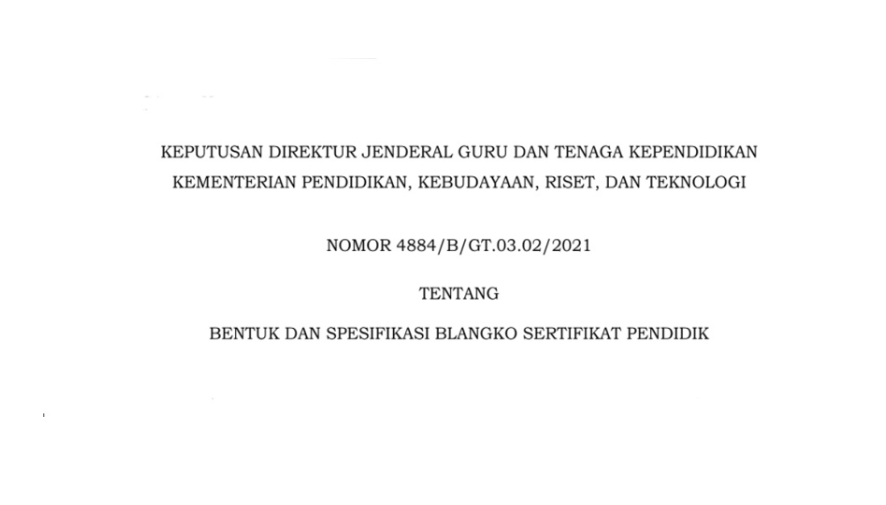 KEPUTUSAN DIREKTUR JENDERAL GURU DAN TENAGA KEPENDIDIKAN
KEMENTERIAN PENDIDIKAN, KEBUDAYAAN, RISET, DAN TEKNOLOGI
NOMOR 4884/B/GT.03.02/2021
TENTANG
BENTUK DAN SPESIFIKASI BLANGKO SERTIFIKAT PENDIDIK